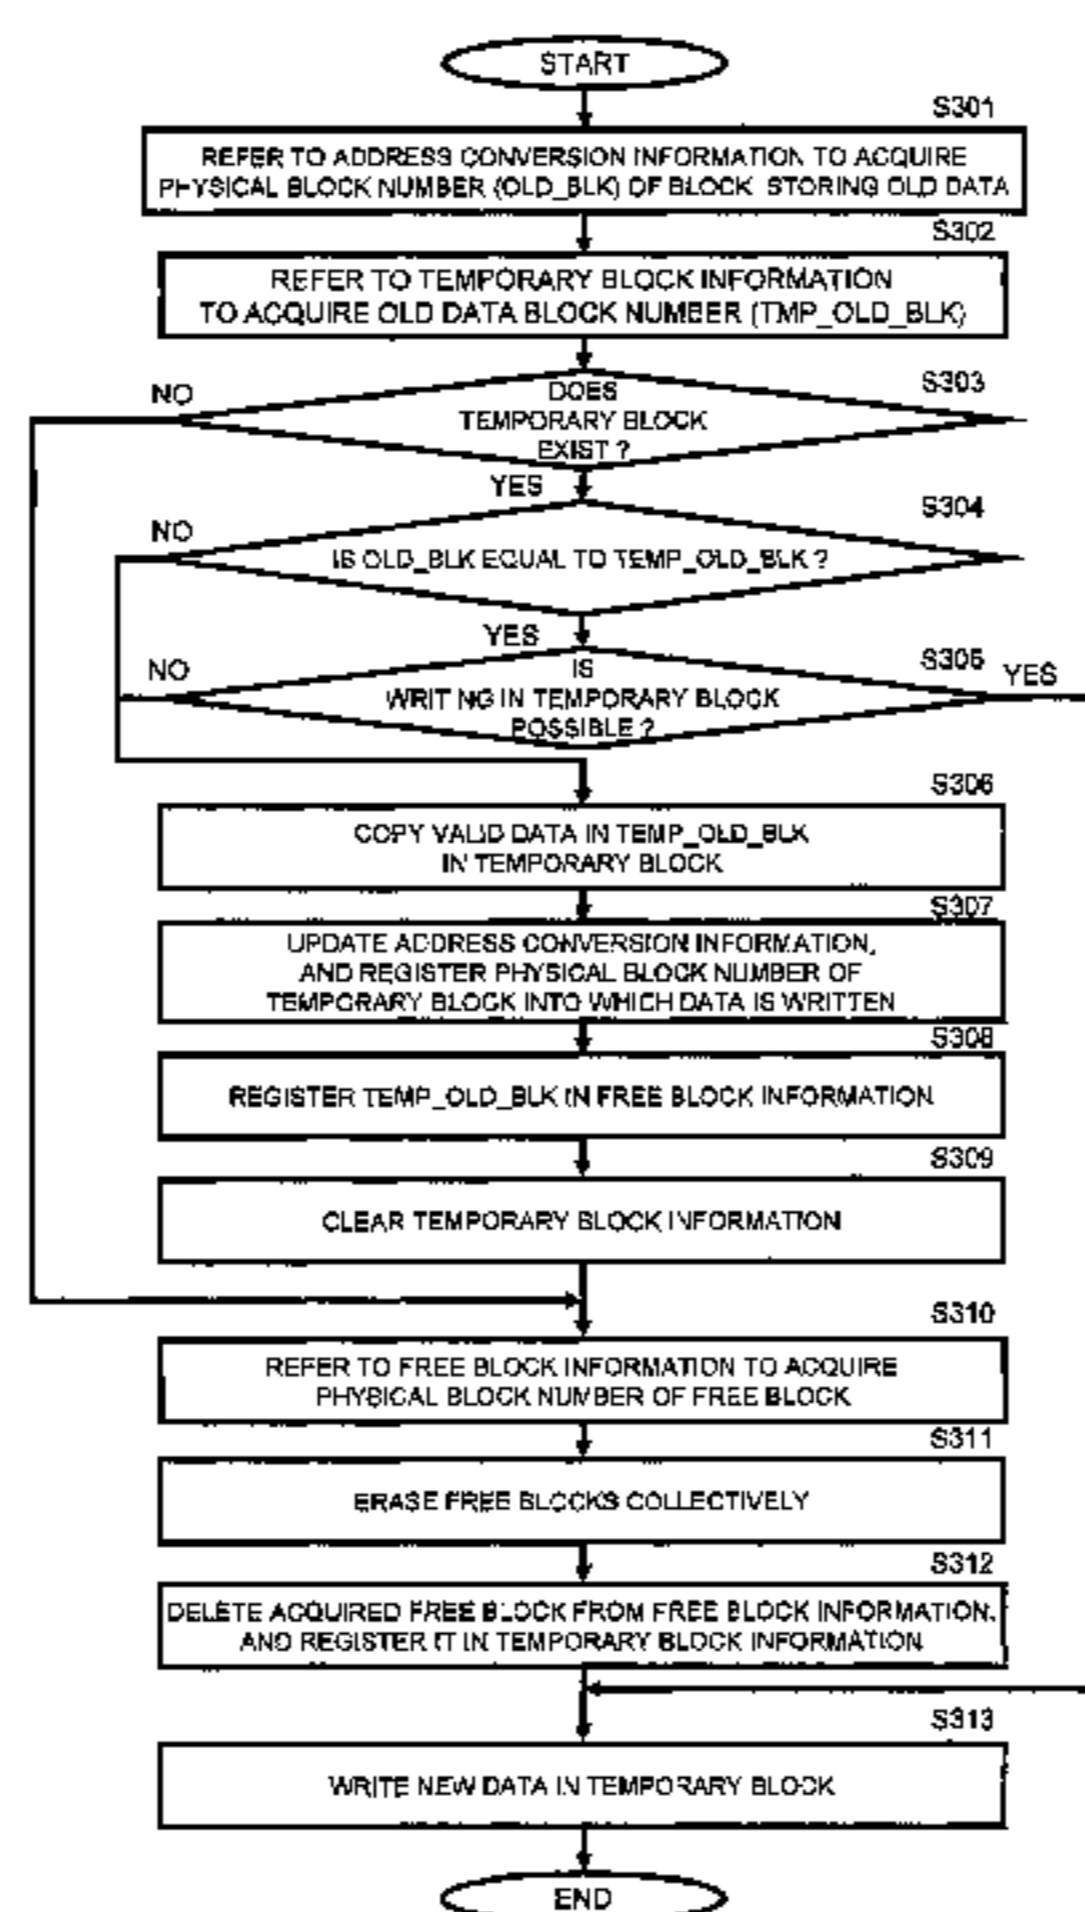 START
S301
REFER TO ADDRESS CONVERSION INFORMATION TO ACQUIRE
PHYSICAL BLOCK NUMBER (OLD_BLK) OF BLOCK STORING OLD DATA
S302
REFER TO TEMPORARY BLOCK INFORMATION
TO ACQUIRE OLD DATA BLOCK NUMBER (TMP_OLD_BLK)
S303
NO
DOES
TEMPORARY BLOCK
EXIST ?
YES
S304
NO
IS OLD_BLK EQUAL TO TEMP_OLD_BLK ?
YES
S305
NO
IS
WRITING IN TEMPORARY BLOCK
POSSIBLE ?
YES
S306
COPY VALID DATA IN TEMP_OLD_BLK
IN TEMPORARY BLOCK
S307
UPDATE ADDRESS CONVERSION INFORMATION,
AND REGISTER PHYSICAL BLOCK NUMBER OF
TEMPORARY BLOCK INTO WHICH DATA IS WRITTEN
S308
REGISTER TEMP_OLD_BLK IN FREE BLOCK INFORMATION
S309
CLEAR TEMPORARY BLOCK INFORMATION
S310
REFER TO FREE BLOCK INFORMATION TO ACQUIRE
PHYSICAL BLOCK NUMBER OF FREE BLOCK
S311
ERASE FREE BLOCKS COLLECTIVELY
S312
DELETE ACQUIRED FREE BLOCK FROM FREE BLOCK INFORMATION,
AND REGISTER IT IN TEMPORARY BLOCK INFORMATION
S313
WRITE NEW DATA IN TEMPORARY BLOCK
END